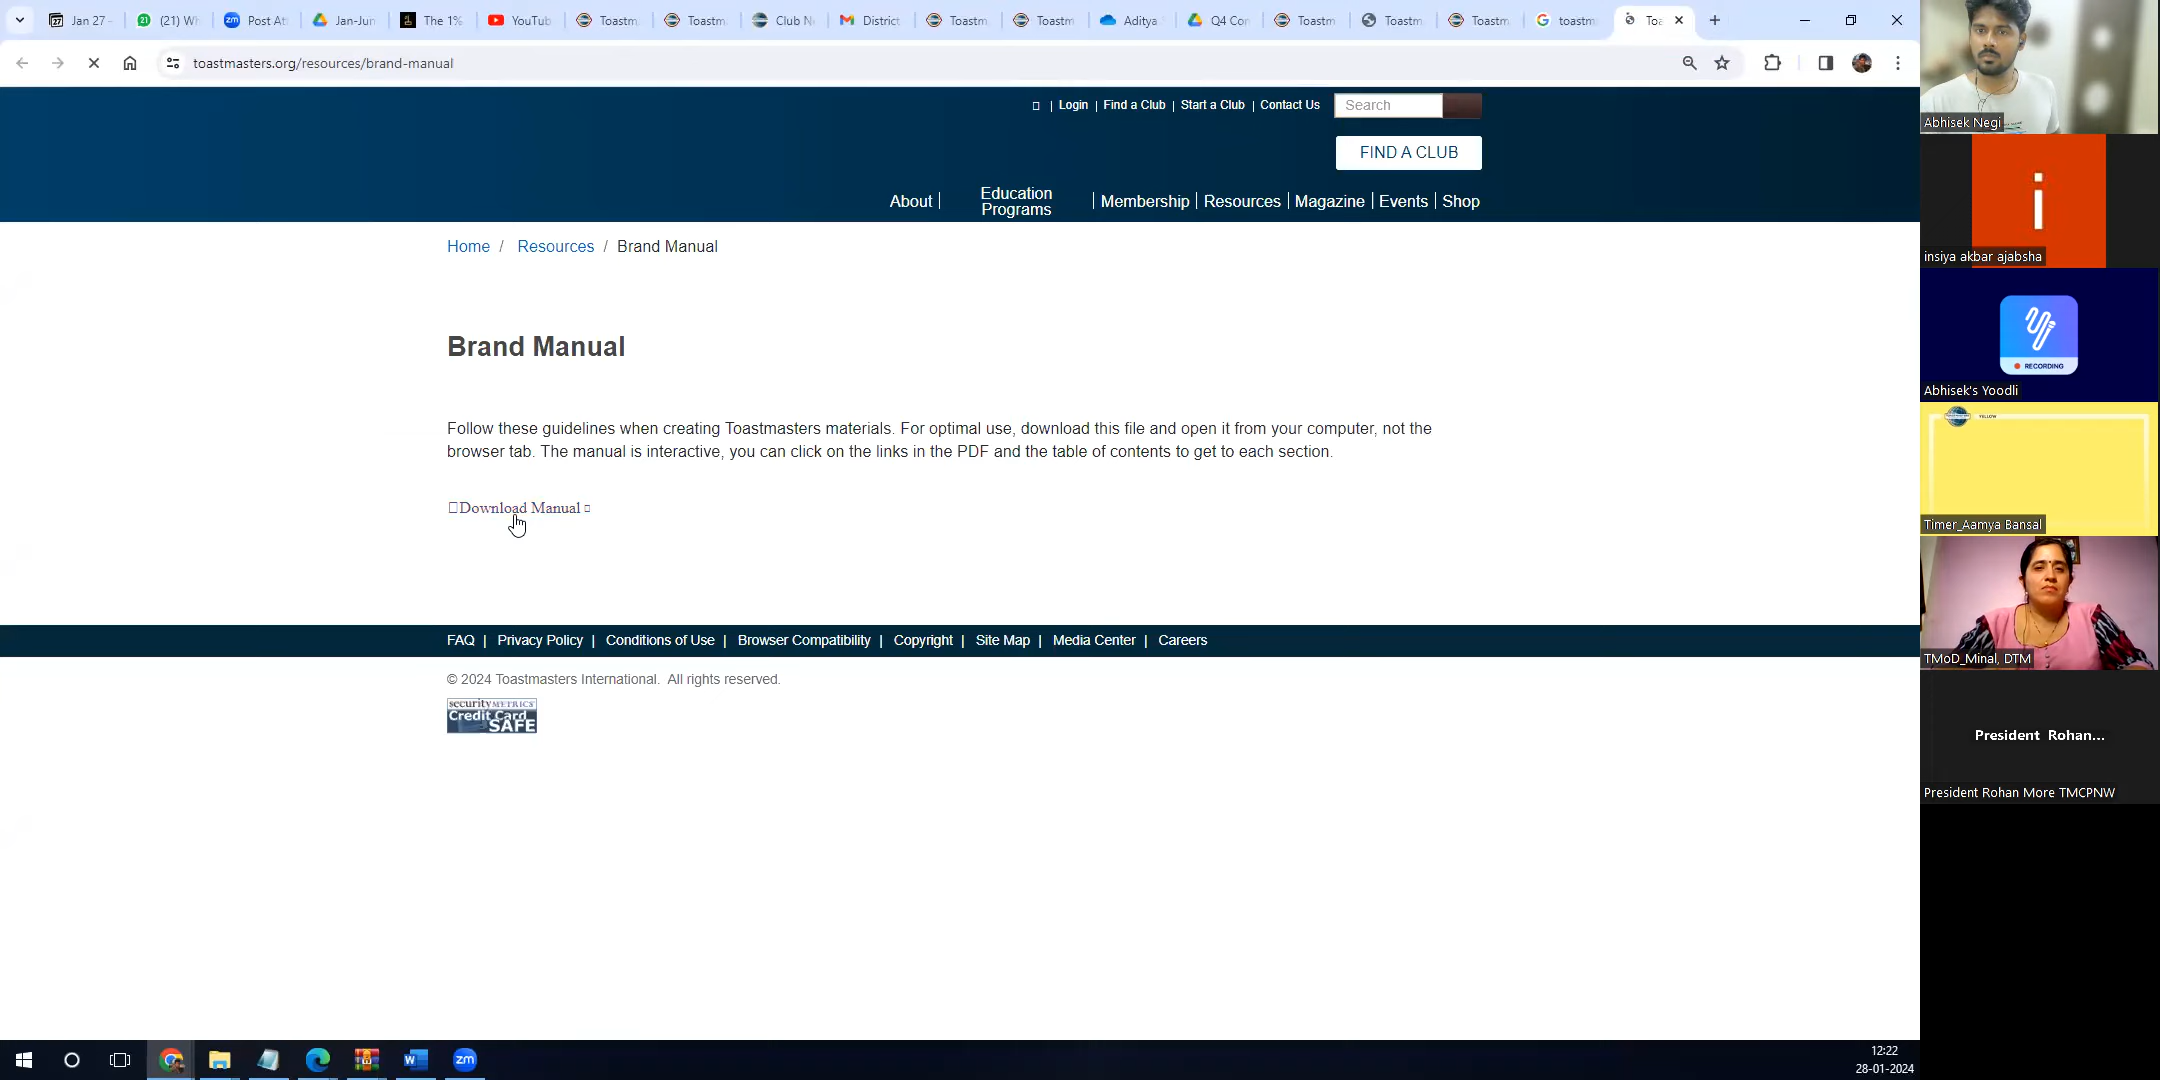 Jan 27 -
(21) Wh
Post Att
Jan-Jun
The 1%
YouTub
Toastm
Toastm
Club N
District
Toastm
Toastm
Aditya
Q4 Con
Toastm
Toastm
Toastm
toastm
Toa
toastmasters.org/resources/brand-manual
Login | Find a Club | Start a Club | Contact Us
Search
FIND A CLUB
About | Education Programs | Membership | Resources | Magazine | Events | Shop
Home / Resources / Brand Manual
Brand Manual
Follow these guidelines when creating Toastmasters materials. For optimal use, download this file and open it from your computer, not the
browser tab. The manual is interactive, you can click on the links in the PDF and the table of contents to get to each section.
Download Manual
FAQ | Privacy Policy | Conditions of Use | Browser Compatibility | Copyright | Site Map | Media Center | Careers
© 2024 Toastmasters International. All rights reserved.
securityMETRICS
Credit Card
SAFE
Abhisek Negi
i
insiya akbar ajabsha
RECORDING
Abhisek's Yoodli
YELLOW
Timer_Aamya Bansal
TMoD_Minal, DTM
President Rohan...
President Rohan More TMCPNW
W
zm
12:22
28-01-2024